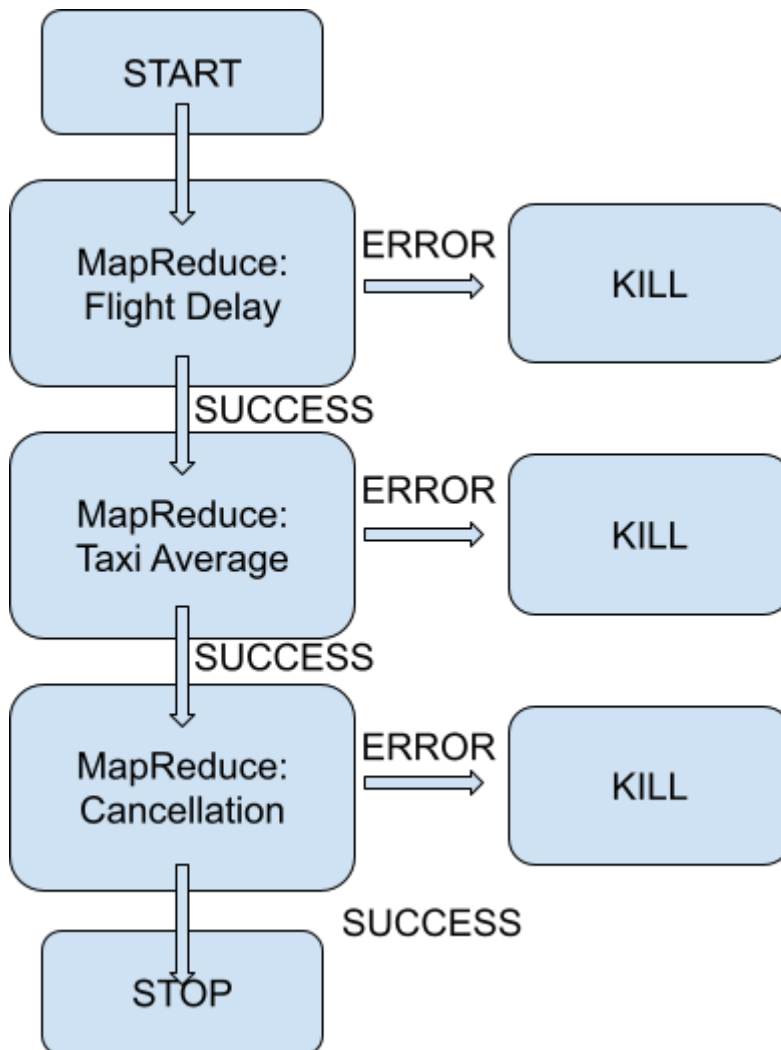 START
MapReduce:
Flight Delay
ERROR
KILL
SUCCESS
MapReduce:
Taxi Average
ERROR
KILL
SUCCESS
MapReduce:
Cancellation
ERROR
KILL
SUCCESS
STOP